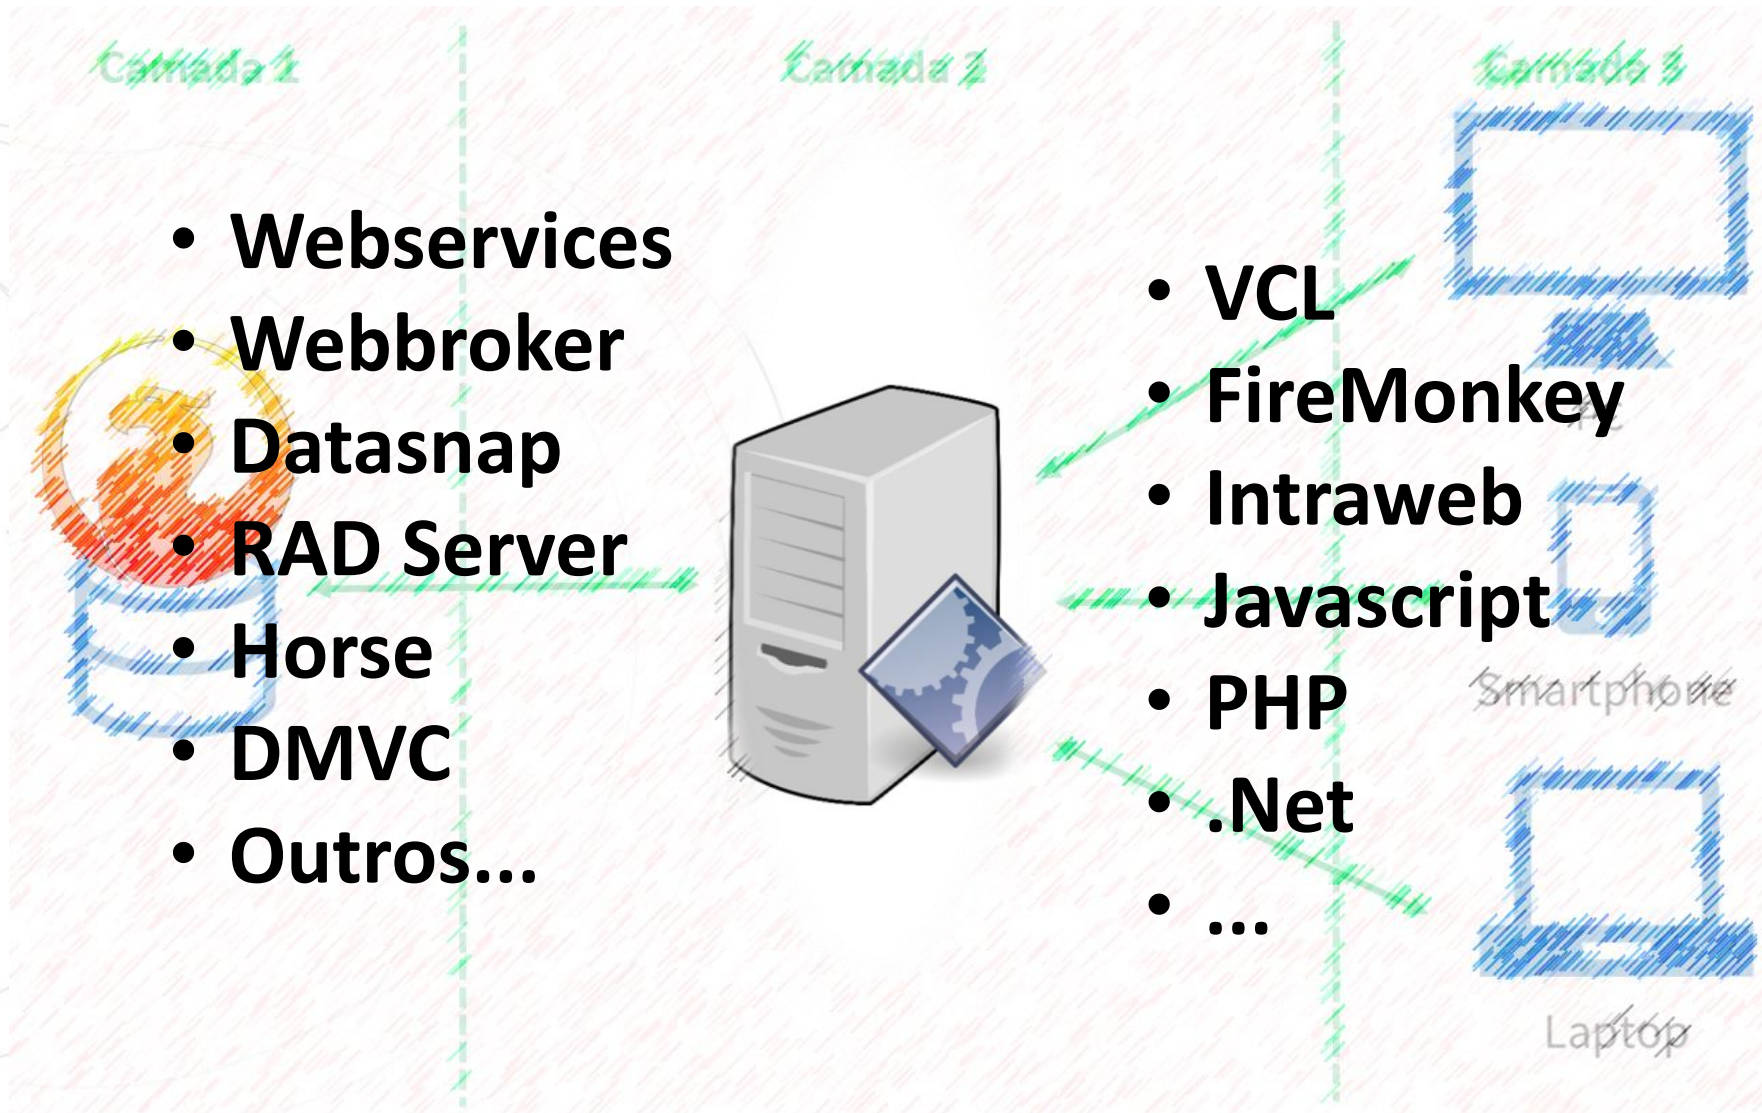 Camada 1
Camada 2
Camada 3
• Webservices
• Webbroker
• Datasnap
• RAD Server
• Horse
• DMVC
• Outros...
• VCL
• FireMonkey
• Intraweb
• Javascript
• PHP
• .Net
• ...
PC
Smartphone
Laptop